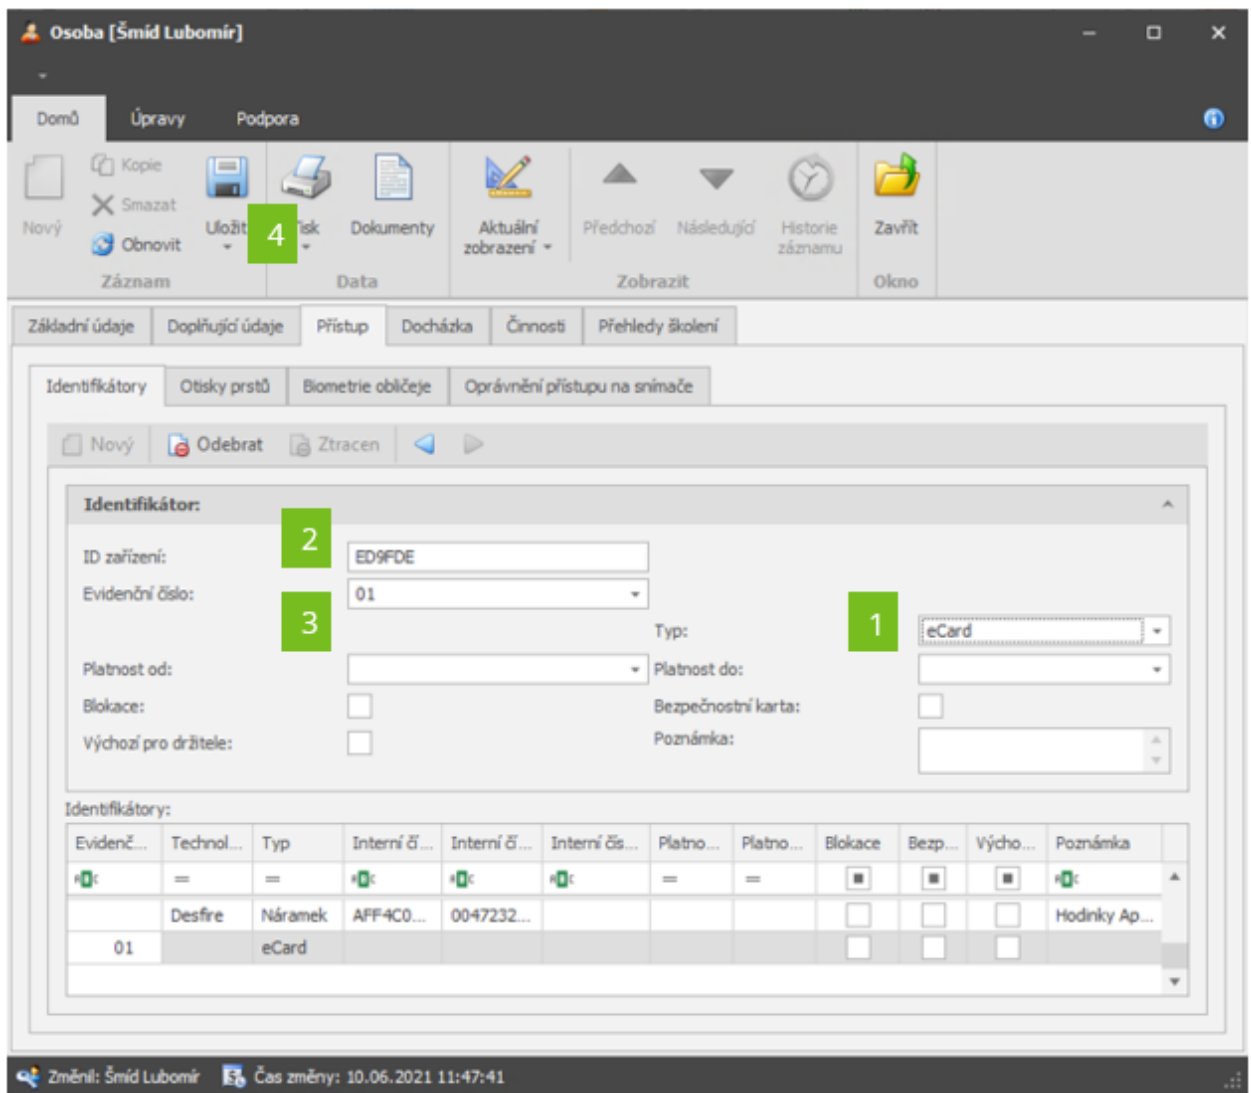 Osoba [Šmíd Lubomír]
Domů Úpravy Podpora
Nový Kopie Smazat Obnovit Uložit 4 Tisk Dokumenty Aktuální zobrazení Předchozí Následující Historie záznamu Zavřít
Záznam Data Zobrazit Okno
Základní údaje Doplňující údaje Přístup Docházka Činnosti Přehledy školení
Identifikátory Otisky prstů Biometrie obličeje Oprávnění přístupu na snímače
Nový Odebrat Ztracen
Identifikátor:
ID zařízení: 2 ED9FDE
Evidenční číslo: 3 01
Typ: 1 eCard
Platnost od: Platnost do:
Blokace: Bezpečnostní karta:
Výchozí pro držitele: Poznámka:
Identifikátory:
Evidenč... Technol... Typ Interní čí... Interní čí... Interní čís... Platno... Platno... Blokace Bezp... Výcho... Poznámka
Desfire Náramek AFF4C0... 0047232... Hodinky Ap...
01 eCard
Změnil: Šmíd Lubomír Čas změny: 10.06.2021 11:47:41